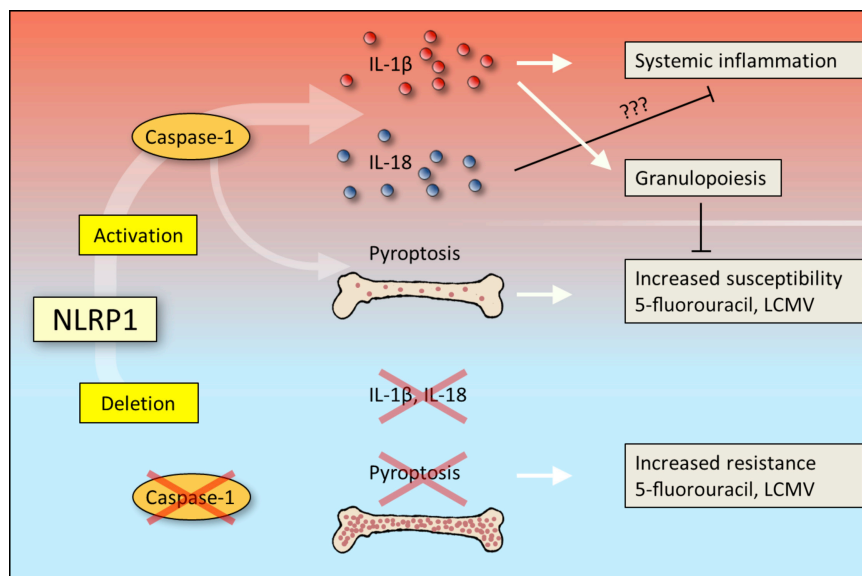 IL-1β
Systemic inflammation
???
Caspase-1
IL-18
Granulopoiesis
Activation
Pyroptosis
Increased susceptibility
5-fluorouracil, LCMV
NLRP1
Deletion
IL-1β, IL-18
Pyroptosis
Increased resistance
5-fluorouracil, LCMV
Caspase-1